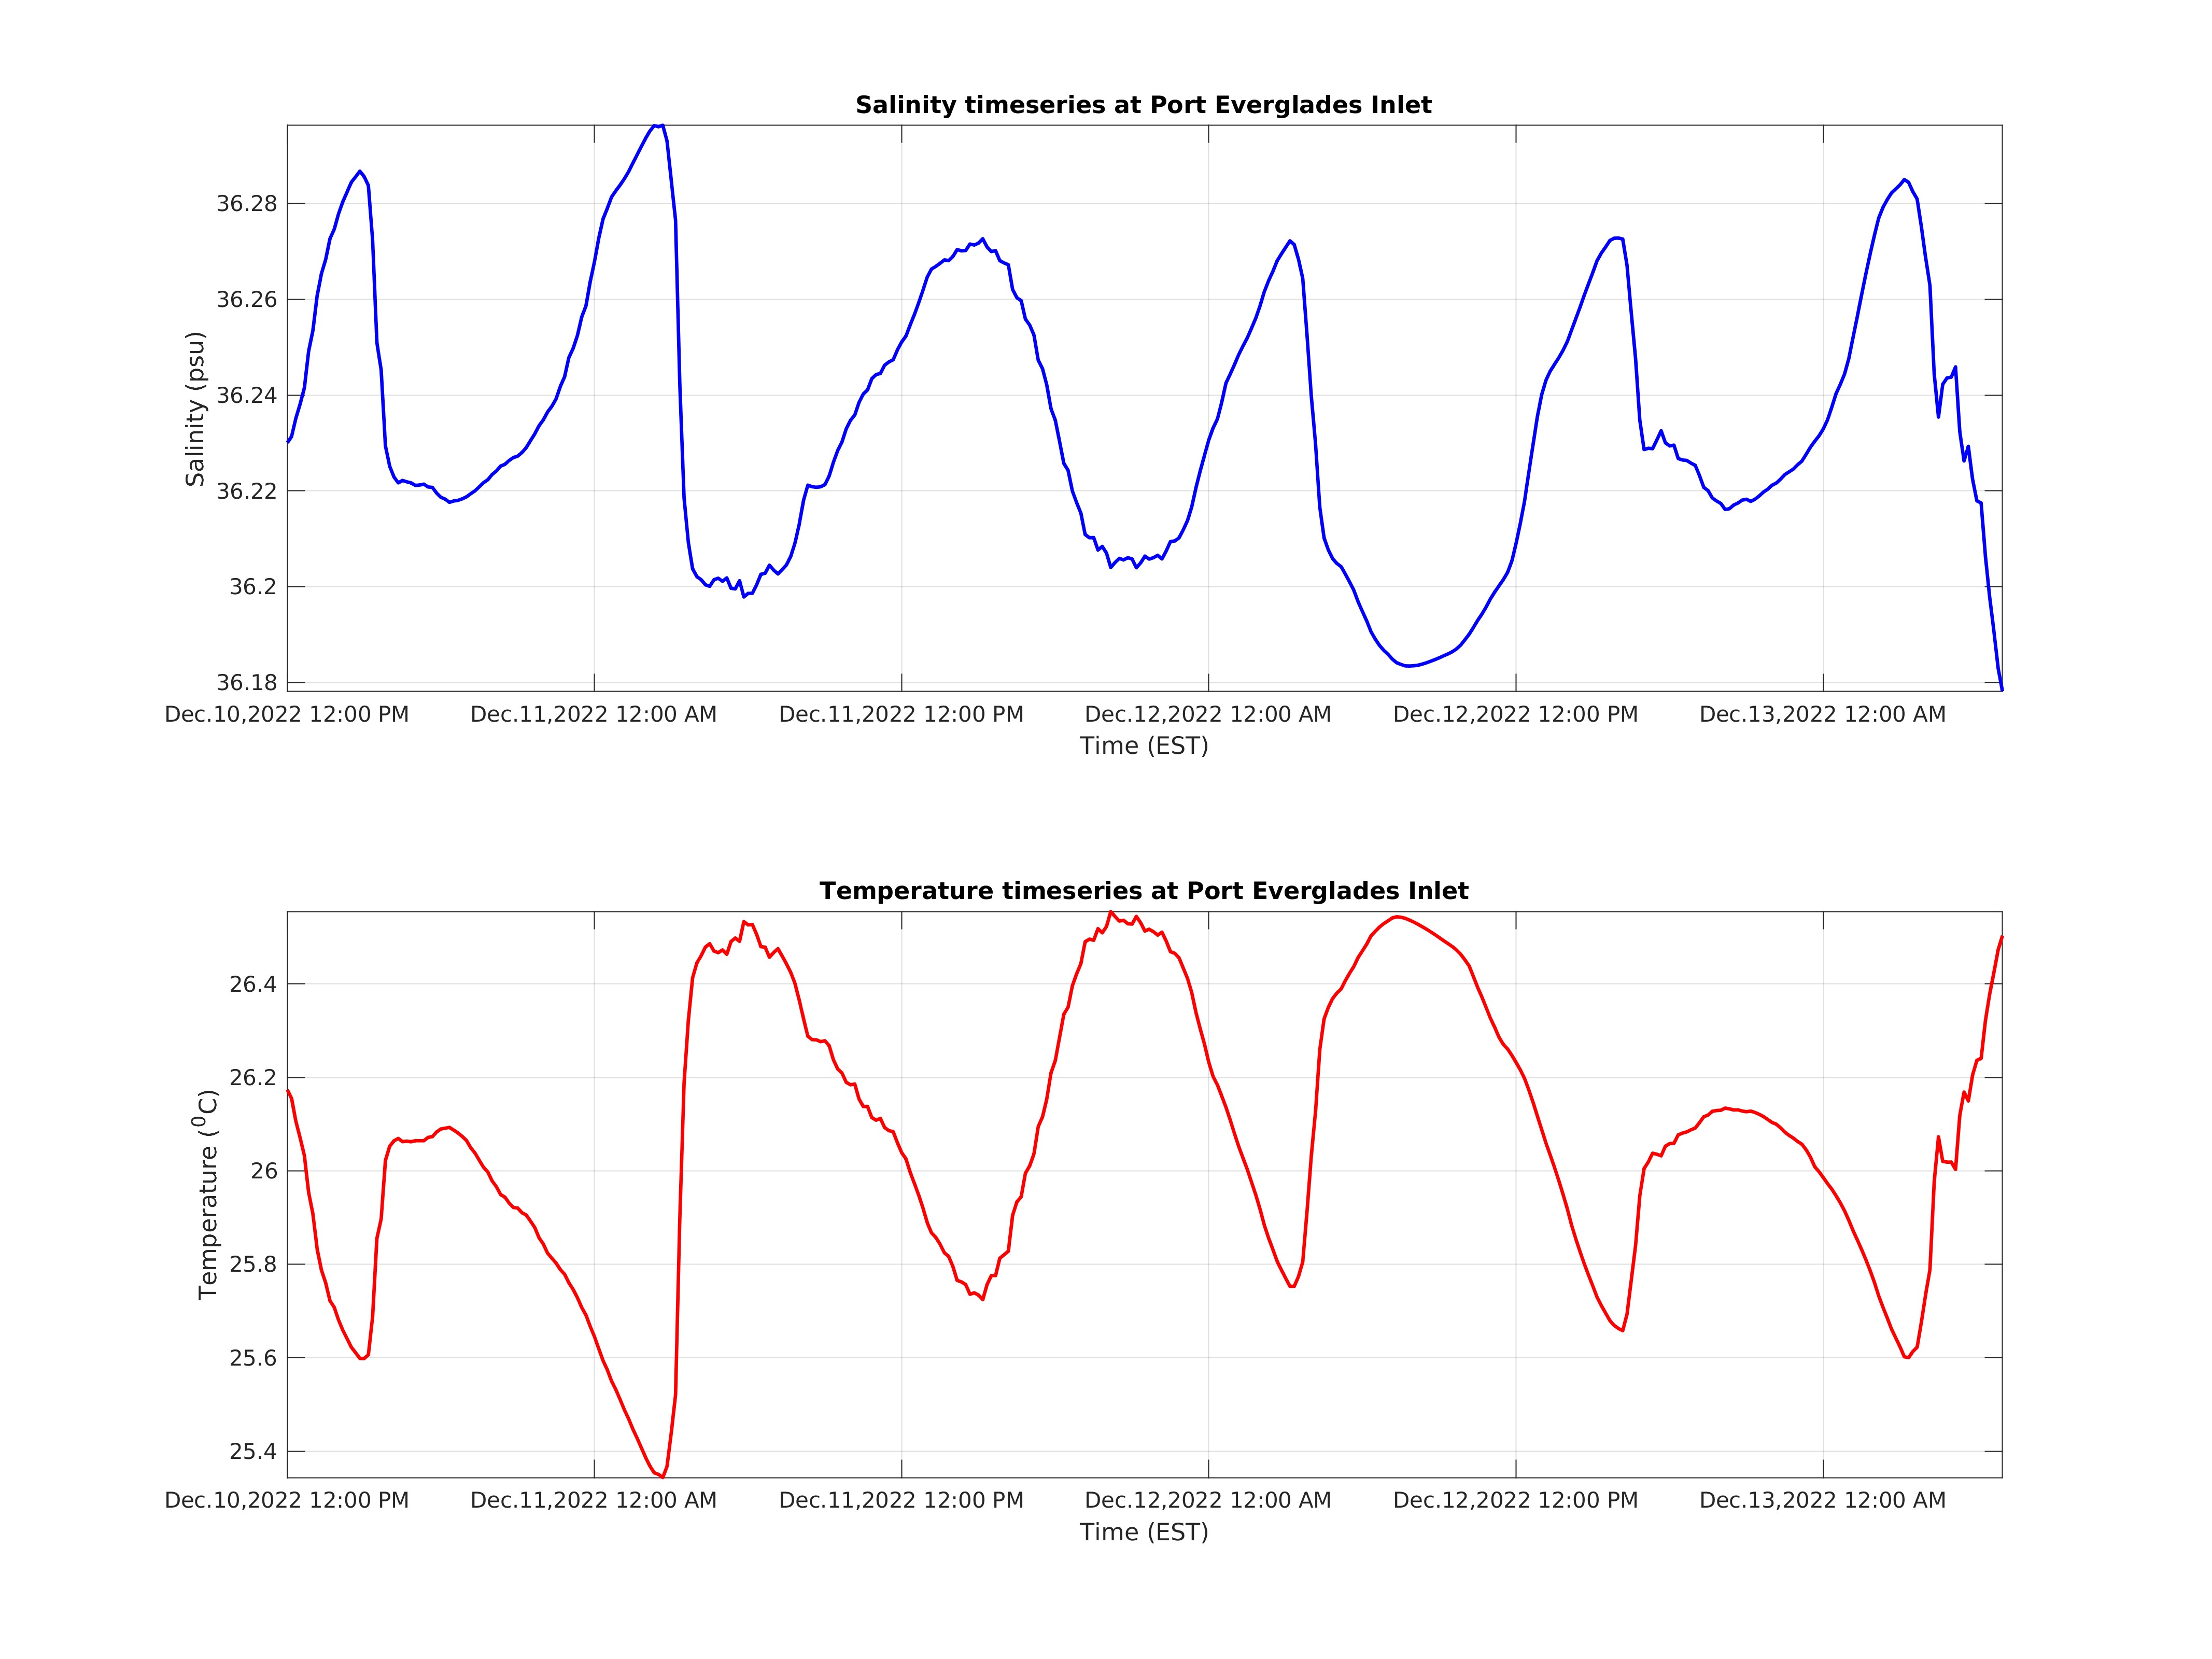 Salinity timeseries at Port Everglades Inlet
Salinity (psu)
36.28
36.26
36.24
36.22
36.2
36.18
Dec.10,2022 12:00 PM Dec.11,2022 12:00 AM Dec.11,2022 12:00 PM Dec.12,2022 12:00 AM Dec.12,2022 12:00 PM Dec.13,2022 12:00 AM
Time (EST)
Temperature timeseries at Port Everglades Inlet
Temperature (⁰C)
26.4
26.2
26
25.8
25.6
25.4
Dec.10,2022 12:00 PM Dec.11,2022 12:00 AM Dec.11,2022 12:00 PM Dec.12,2022 12:00 AM Dec.12,2022 12:00 PM Dec.13,2022 12:00 AM
Time (EST)